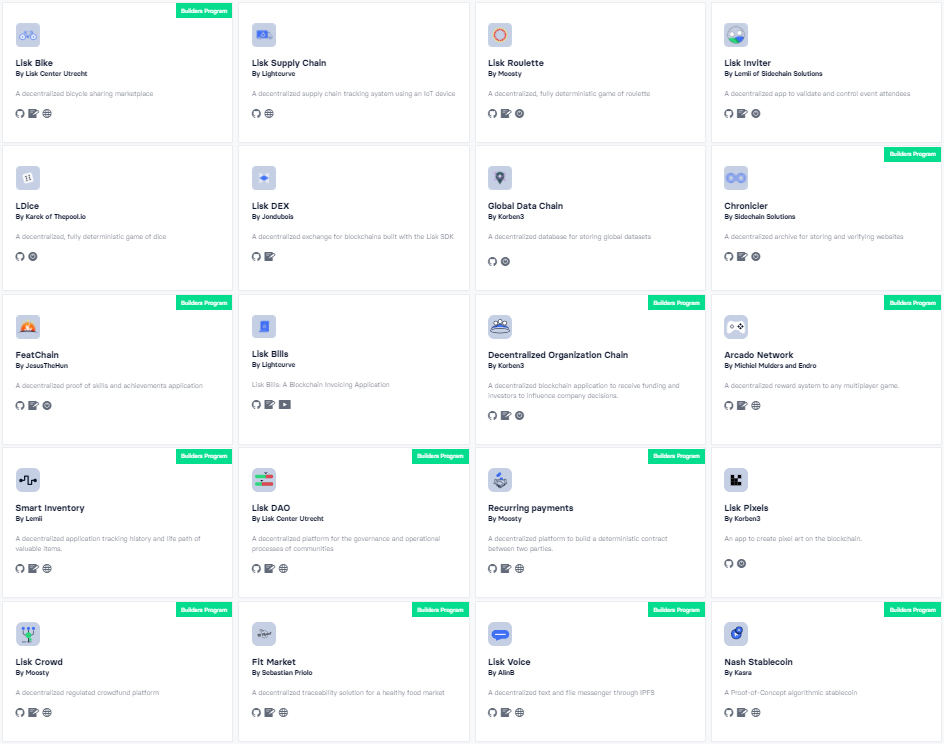 Builders Program
Lisk Bike
By Lisk Center Utrecht
A decentralized bicycle sharing marketplace
Lisk Supply Chain
By Lightcurve
A decentralized supply chain tracking system using an IoT device
Lisk Roulette
By Moosty
A decentralized, fully deterministic game of roulette
Lisk Inviter
By Lemii of Sidechain Solutions
A decentralized app to validate and control event attendees
LDice
By Karek of Thepool.io
A decentralized, fully deterministic game of dice
Lisk DEX
By Jondubois
A decentralized exchange for blockchains built with the Lisk SDK
Global Data Chain
By Korben3
A decentralized database for storing global datasets
Builders Program
Chronicler
By Sidechain Solutions
A decentralized archive for storing and verifying websites
Builders Program
FeatChain
By JesusTheHun
A decentralized proof of skills and achievements application
Lisk Bills
By Lightcurve
Lisk Bills: A Blockchain Invoicing Application
Builders Program
Decentralized Organization Chain
By Korben3
A decentralized blockchain application to receive funding and
investors to influence company decisions.
Builders Program
Arcado Network
By Michiel Mulders and Endro
A decentralized reward system to any multiplayer game.
Smart Inventory
By Lemii
A decentralized application tracking history and life path of
valuable items.
Builders Program
Lisk DAO
By Lisk Center Utrecht
A decentralized platform for the governance and operational
processes of communities
Builders Program
Recurring payments
By Moosty
A decentralized platform to build a deterministic contract
between two parties.
Lisk Pixels
By Korben3
An app to create pixel art on the blockchain.
Builders Program
Lisk Crowd
By Moosty
A decentralized regulated crowdfund platform
Builders Program
Fit Market
By Sebastian Priolo
A decentralized traceability solution for a healthy food market
Builders Program
Lisk Voice
By AlinB
A decentralized text and file messenger through IPFS
Builders Program
Nash Stablecoin
By Kasra
A Proof-of-Concept algorithmic stablecoin